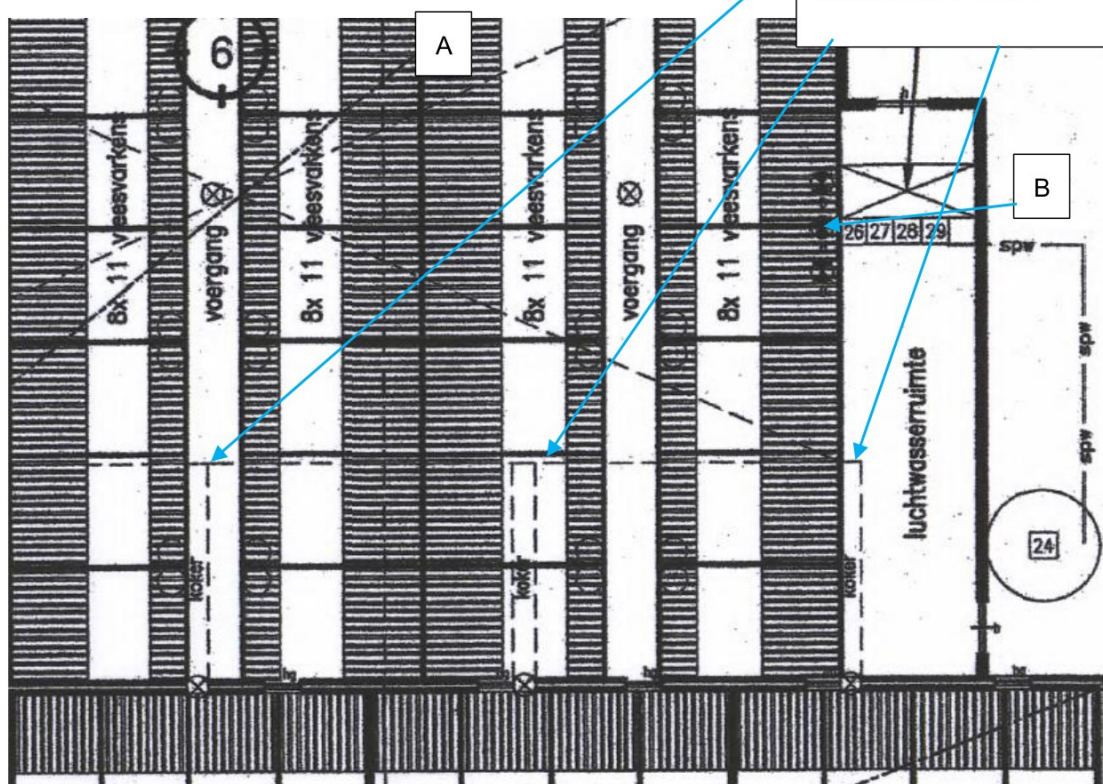 A
6
8x 11 vleesvarkens
voergang
8x 11 vleesvarkens
8x 11 vleesvarkens
voergang
8x 11 vleesvarkens
B
26 27 28 29
spw
spw
spw
luchtwasserruimte
24
koker
koker
koker